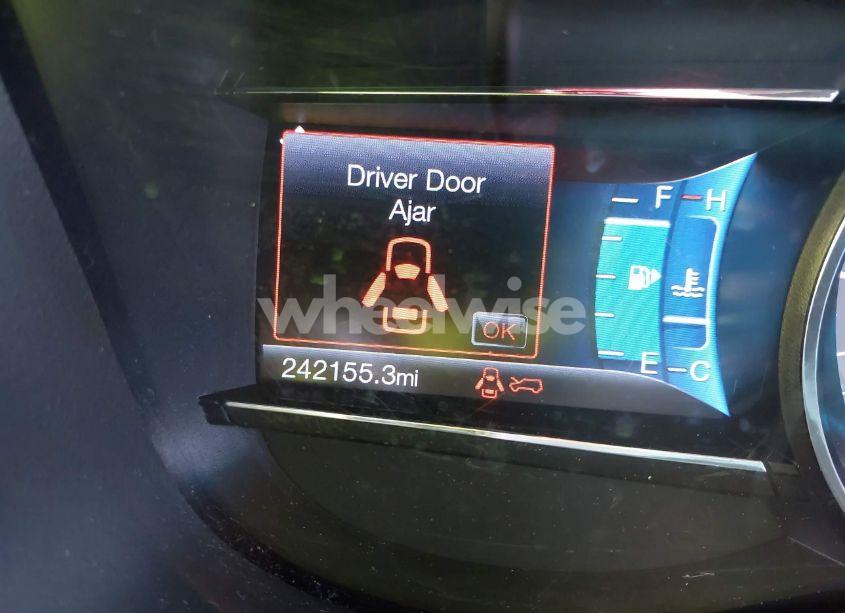 Driver Door
Ajar
OK
242155.3mi
F
H
E
C
wheelwise